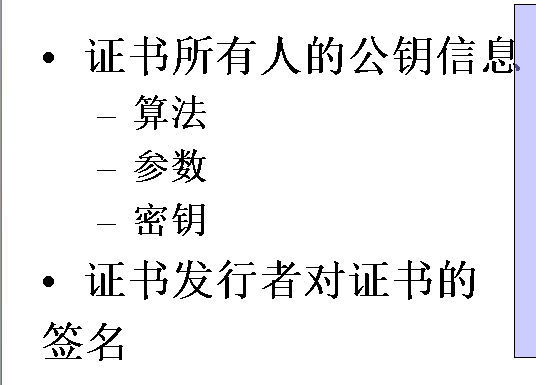 • 证书所有人的公钥信息
– 算法
– 参数
– 密钥
• 证书发行者对证书的
签名